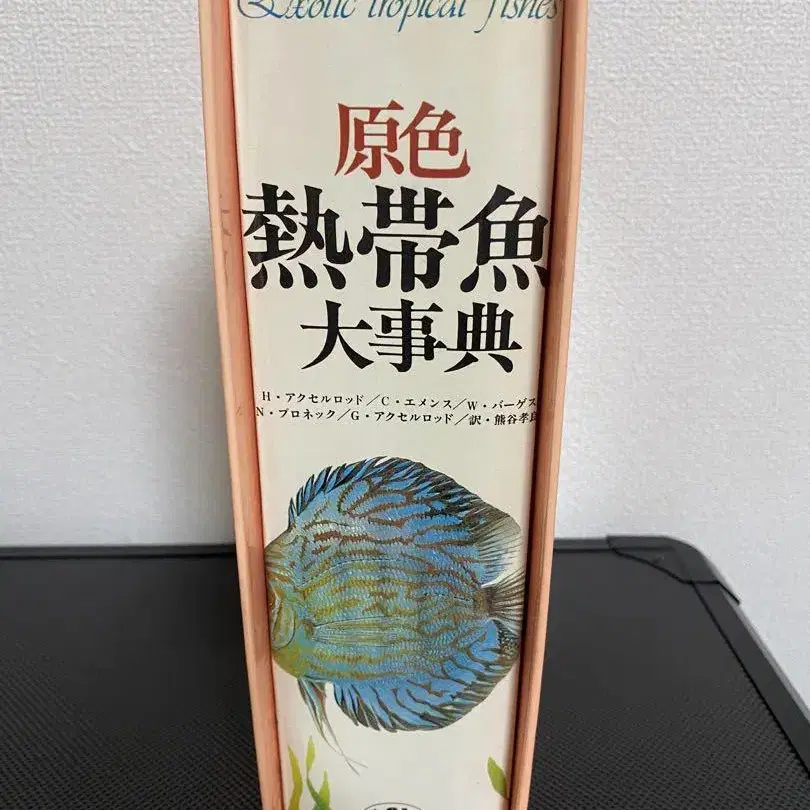 Exotic tropical fishes
原色
熱帯魚
大事典
H・アクセルロッド／C・エメンス／W・バーゲス
N・プロネック／G・アクセルロッド／訳・熊谷孝良